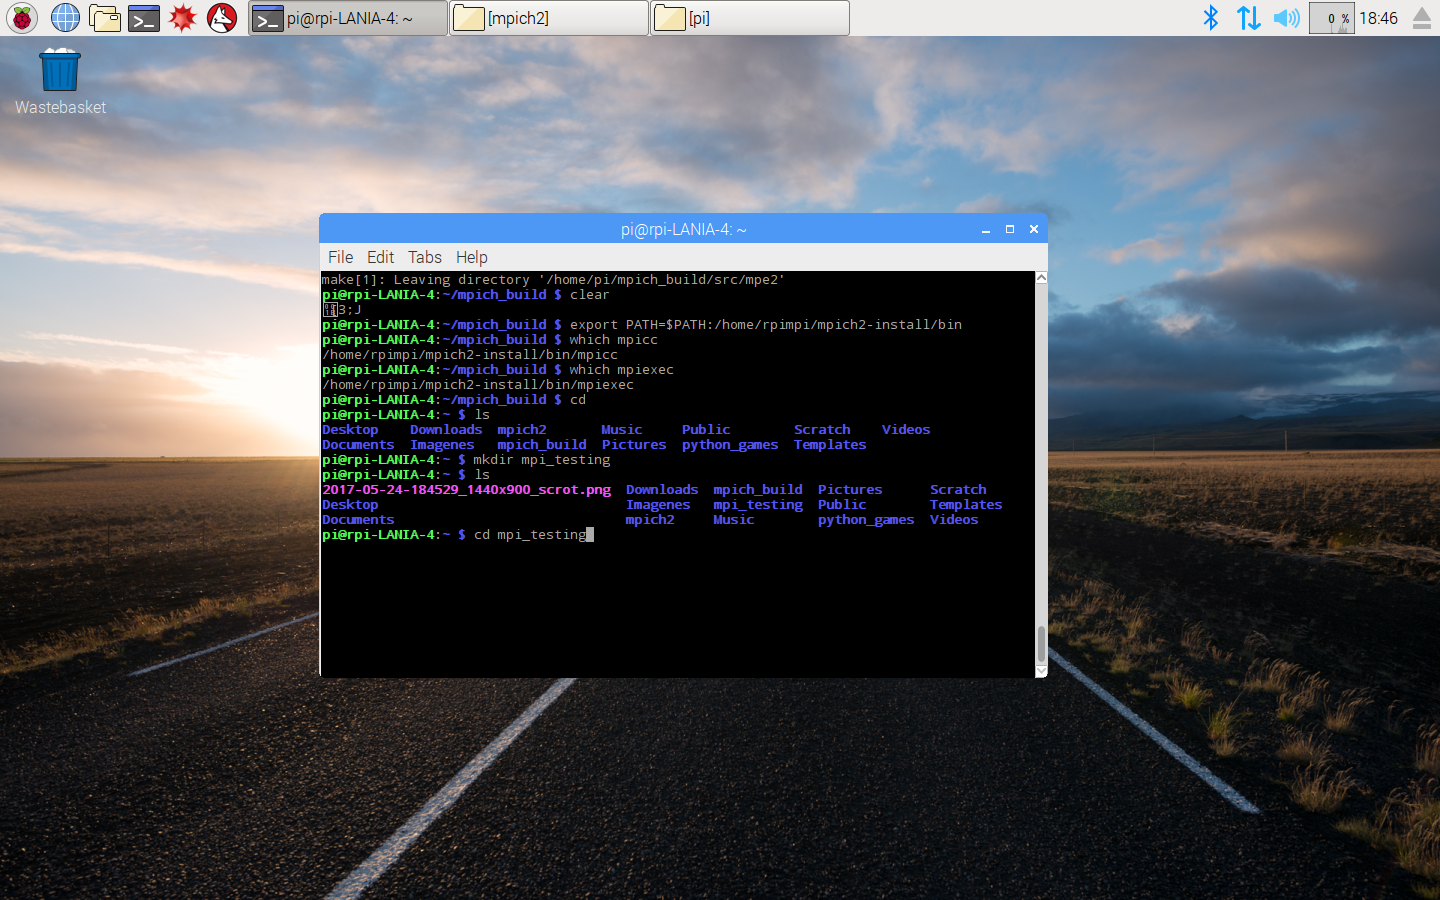 pi@rpi-LANIA-4: ~
[mpich2]
[pi]
0 %
18:46
Wastebasket
pi@rpi-LANIA-4: ~
File Edit Tabs Help
make[1]: Leaving directory '/home/pi/mpich_build/src/mpe2'
pi@rpi-LANIA-4:~/mpich_build $ clear
3;J
pi@rpi-LANIA-4:~/mpich_build $ export PATH=$PATH:/home/rpimpi/mpich2-install/bin
pi@rpi-LANIA-4:~/mpich_build $ which mpicc
/home/rpimpi/mpich2-install/bin/mpicc
pi@rpi-LANIA-4:~/mpich_build $ which mpiexec
/home/rpimpi/mpich2-install/bin/mpiexec
pi@rpi-LANIA-4:~/mpich_build $ cd
pi@rpi-LANIA-4:~ $ ls
Desktop Downloads mpich2 Music Public Scratch Videos
Documents Imagenes mpich_build Pictures python_games Templates
pi@rpi-LANIA-4:~ $ mkdir mpi_testing
pi@rpi-LANIA-4:~ $ ls
2017-05-24-184529_1440x900_scrot.png Downloads mpich_build Pictures Scratch
Desktop Imagenes mpi_testing Public Templates
Documents mpich2 Music python_games Videos
pi@rpi-LANIA-4:~ $ cd mpi_testing